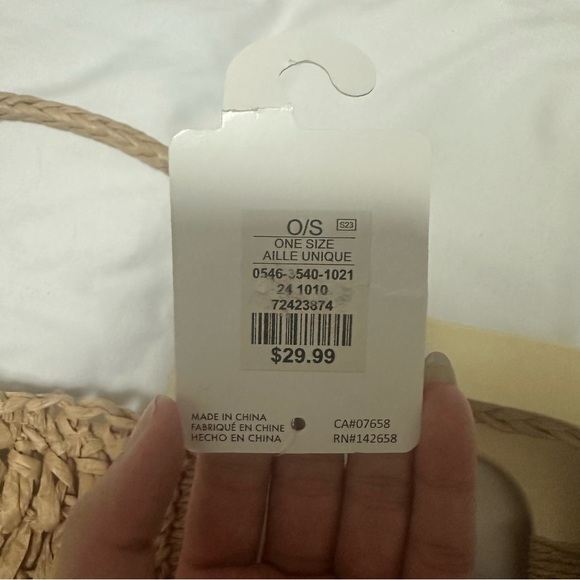 O/S S23
ONE SIZE
AILLE UNIQUE
0546-3540-1021
24 1010
72423874
$29.99
MADE IN CHINA
FABRIQUÉ EN CHINE
HECHO EN CHINA
CA#07658
RN#142658